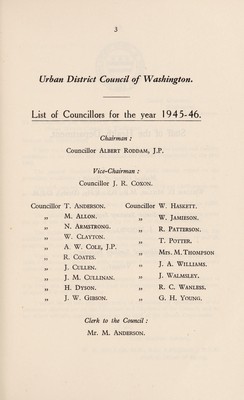 3
Urban District Council of Washington.
List of Councillors for the year 1945-46.
Chairman :
Councillor ALBERT RODDAM, J.P.
Vice-Chairman :
Councillor J. R. COXON.
Councillor T. ANDERSON.
„ M. ALLON.
„ N. ARMSTRONG.
„ W. CLAYTON.
„ A. W. COLE, J.P.
„ R. COATES.
„ J. CULLEN.
„ J. M. CULLINAN.
„ H. DYSON.
„ J. W. GIBSON.
Councillor W. HASKETT.
„ W. JAMIESON.
„ R. PATTERSON.
„ T. POTTER.
„ MRS. M. THOMPSON
„ J. A. WILLIAMS.
„ J. WALMSLEY.
„ R. C. WANLESS.
„ G. H. YOUNG.
Clerk to the Council :
Mr. M. ANDERSON.